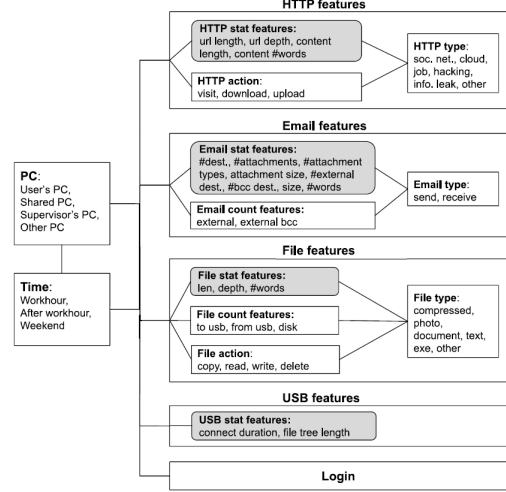 HTTP features
HTTP stat features:
url length, url depth, content
length, content #words
HTTP action:
visit, download, upload
HTTP type:
soc. net., cloud,
job, hacking,
info. leak, other
Email features
Email stat features:
#dest., #attachments, #attachment
types, attachment size, #external
dest., #bcc dest., size, #words
Email count features:
external, external bcc
Email type:
send, receive
PC:
User's PC,
Shared PC,
Supervisor's PC,
Other PC
Time:
Workhour,
After workhour,
Weekend
File features
File stat features:
len, depth, #words
File count features:
to usb, from usb, disk
File action:
copy, read, write, delete
File type:
compressed,
photo,
document, text,
exe, other
USB features
USB stat features:
connect duration, file tree length
Login